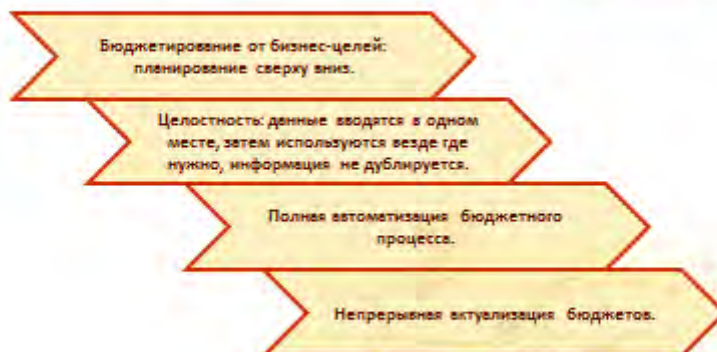 Бюджетирование от бизнес-целей:
планирование сверху вниз.
Целостность: данные вводятся в одном
месте, затем используются везде где
нужно, информация не дублируется.
Полная автоматизация бюджетного
процесса.
Непрерывная актуализация бюджетов.